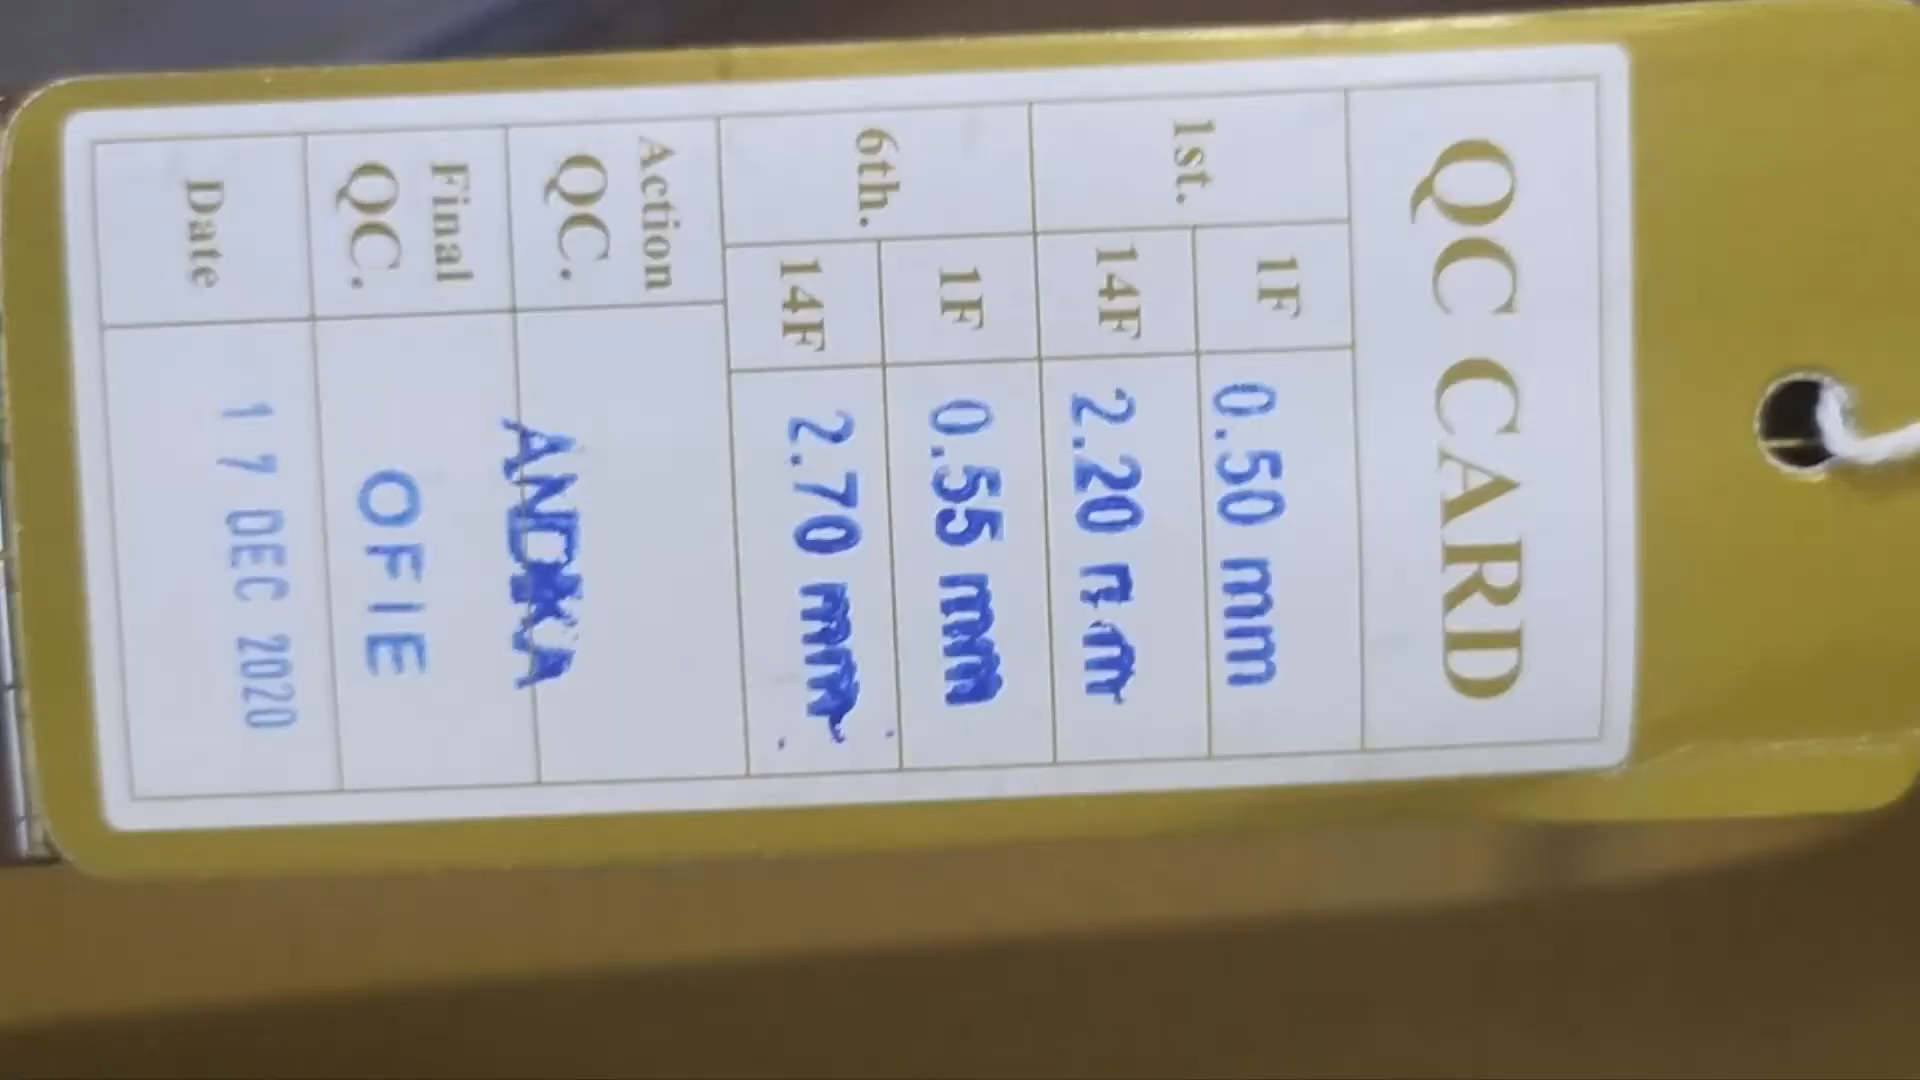 QC CARD
1st. 1F 0.50 mm
14F 2.20 mm
6th. 1F 0.55 mm
14F 2.70 mm
Action QC. ANDIKA
Final QC. OFIE
Date 17 DEC 2020